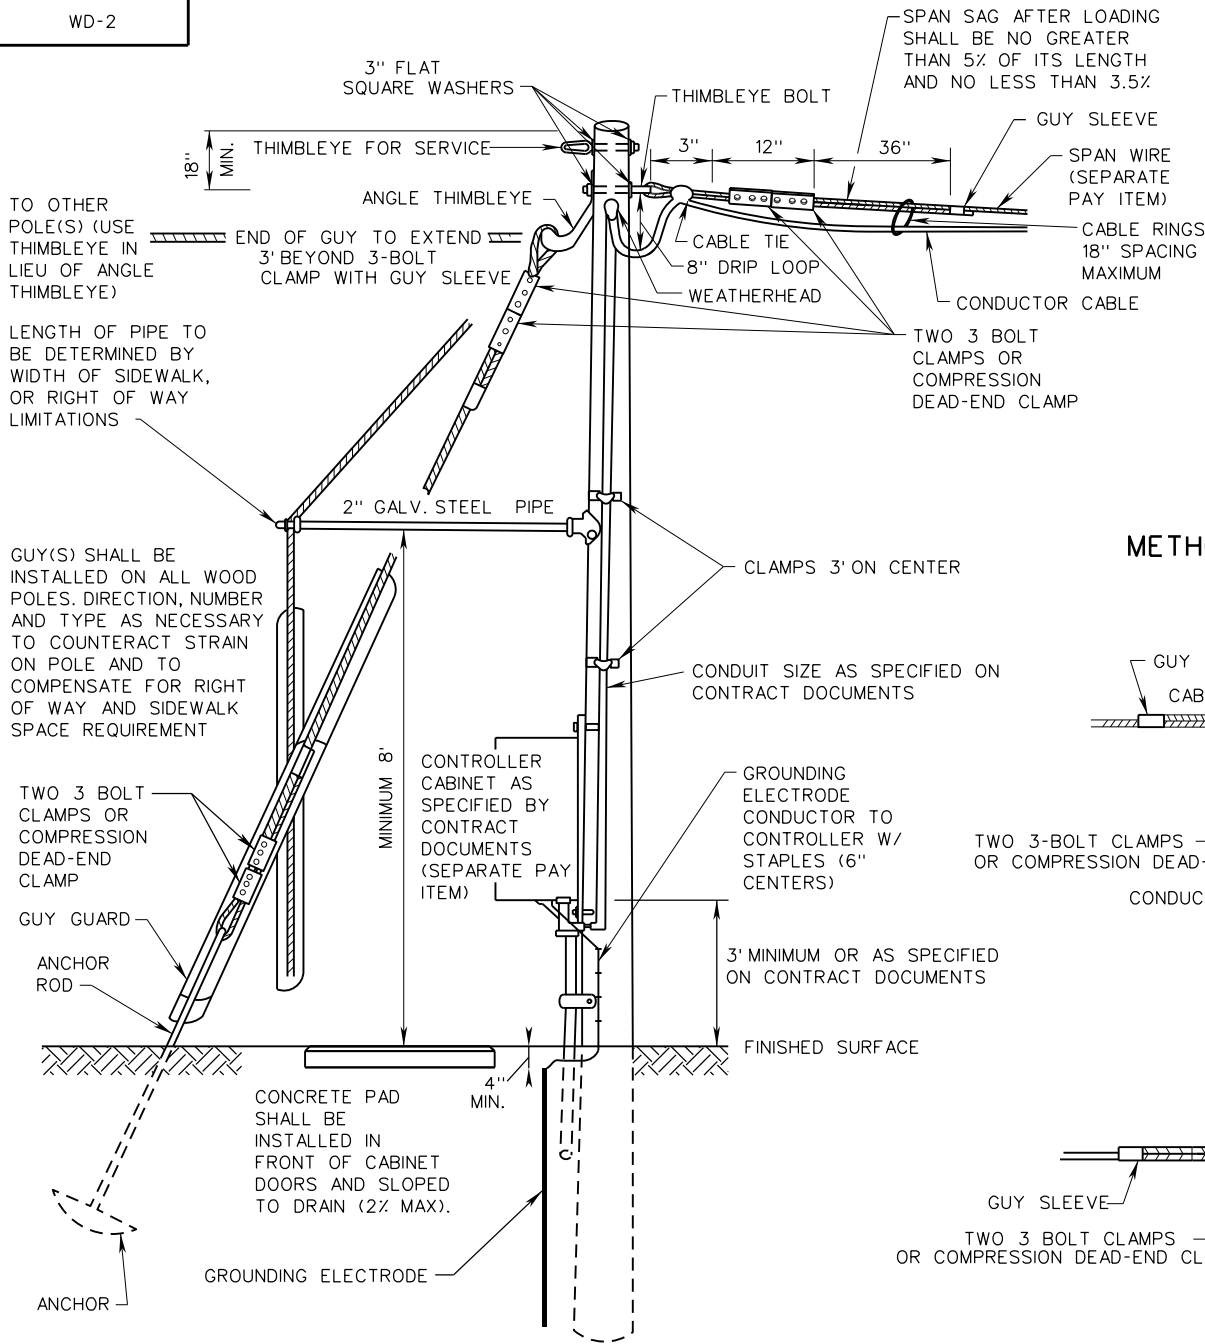 WD-2
SPAN SAG AFTER LOADING
SHALL BE NO GREATER
THAN 5% OF ITS LENGTH
AND NO LESS THAN 3.5%
3" FLAT
SQUARE WASHERS
THIMBLEYE BOLT
GUY SLEEVE
18"
MIN.
THIMBLEYE FOR SERVICE
3"
12"
36"
SPAN WIRE
(SEPARATE
PAY ITEM)
ANGLE THIMBLEYE
TO OTHER
POLE(S) (USE
THIMBLEYE IN
LIEU OF ANGLE
THIMBLEYE)
END OF GUY TO EXTEND
3' BEYOND 3-BOLT
CLAMP WITH GUY SLEEVE
CABLE TIE
8" DRIP LOOP
WEATHERHEAD
CABLE RINGS
18" SPACING
MAXIMUM
CONDUCTOR CABLE
LENGTH OF PIPE TO
BE DETERMINED BY
WIDTH OF SIDEWALK,
OR RIGHT OF WAY
LIMITATIONS
TWO 3 BOLT
CLAMPS OR
COMPRESSION
DEAD-END CLAMP
2" GALV. STEEL PIPE
METH
GUY(S) SHALL BE
INSTALLED ON ALL WOOD
POLES. DIRECTION, NUMBER
AND TYPE AS NECESSARY
TO COUNTERACT STRAIN
ON POLE AND TO
COMPENSATE FOR RIGHT
OF WAY AND SIDEWALK
SPACE REQUIREMENT
CLAMPS 3' ON CENTER
CONDUIT SIZE AS SPECIFIED ON
CONTRACT DOCUMENTS
GUY
CAB
MINIMUM 8'
CONTROLLER
CABINET AS
SPECIFIED BY
CONTRACT
DOCUMENTS
(SEPARATE PAY
ITEM)
GROUNDING
ELECTRODE
CONDUCTOR TO
CONTROLLER W/
STAPLES (6"
CENTERS)
TWO 3 BOLT
CLAMPS OR
COMPRESSION
DEAD-END
CLAMP
TWO 3-BOLT CLAMPS
OR COMPRESSION DEAD-
CONDUC
GUY GUARD
ANCHOR
ROD
3' MINIMUM OR AS SPECIFIED
ON CONTRACT DOCUMENTS
FINISHED SURFACE
4"
MIN.
CONCRETE PAD
SHALL BE
INSTALLED IN
FRONT OF CABINET
DOORS AND SLOPED
TO DRAIN (2% MAX).
GUY SLEEVE
TWO 3 BOLT CLAMPS
OR COMPRESSION DEAD-END CL
GROUNDING ELECTRODE
ANCHOR